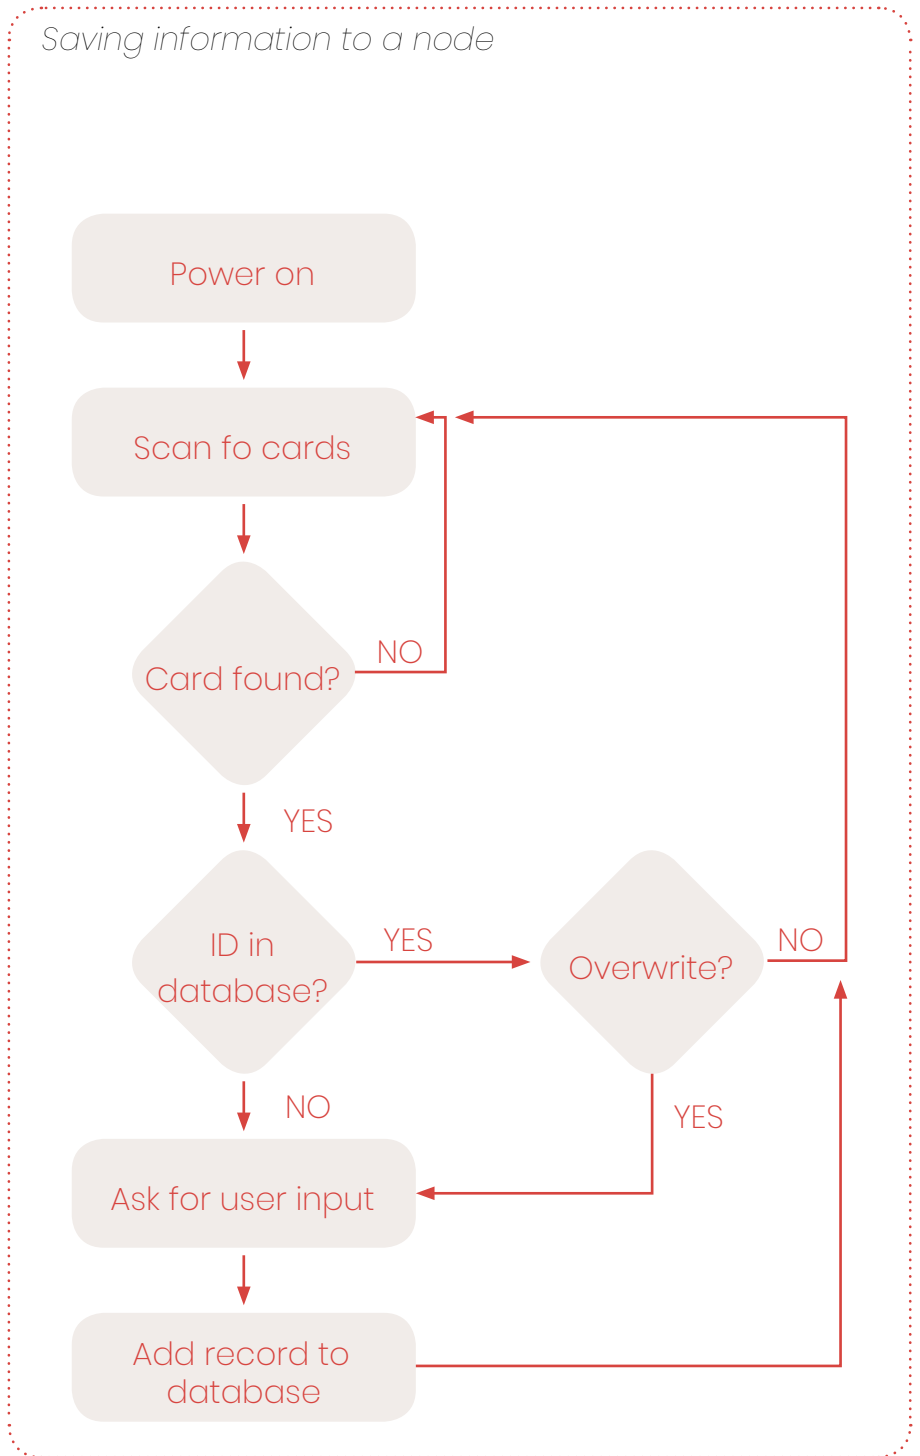 Saving information to a node
Power on
Scan fo cards
Card found?
NO
YES
ID in
database?
YES
Overwrite?
NO
NO
YES
Ask for user input
Add record to
database